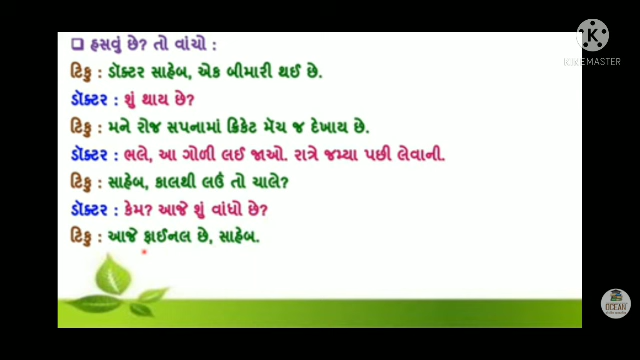 ❑ હસવું છે? તો વાંચો :
ટિકુ : ડૉક્ટર સાહેબ, એક બીમારી થઈ છે.
ડૉક્ટર : શું થાય છે?
ટિકુ : મને રોજ સપનામાં ક્રિકેટ મૅચ જ દેખાય છે.
ડૉક્ટર : ભલે, આ ગોળી લઈ જાઓ. રાત્રે જમ્યા પછી લેવાની.
ટિકુ : સાહેબ, કાલથી લઉં તો ચાલે?
ડૉક્ટર : કેમ? આજે શું વાંધો છે?
ટિકુ : આજે ફાઈનલ છે, સાહેબ.
KINEMASTER
OCEAN